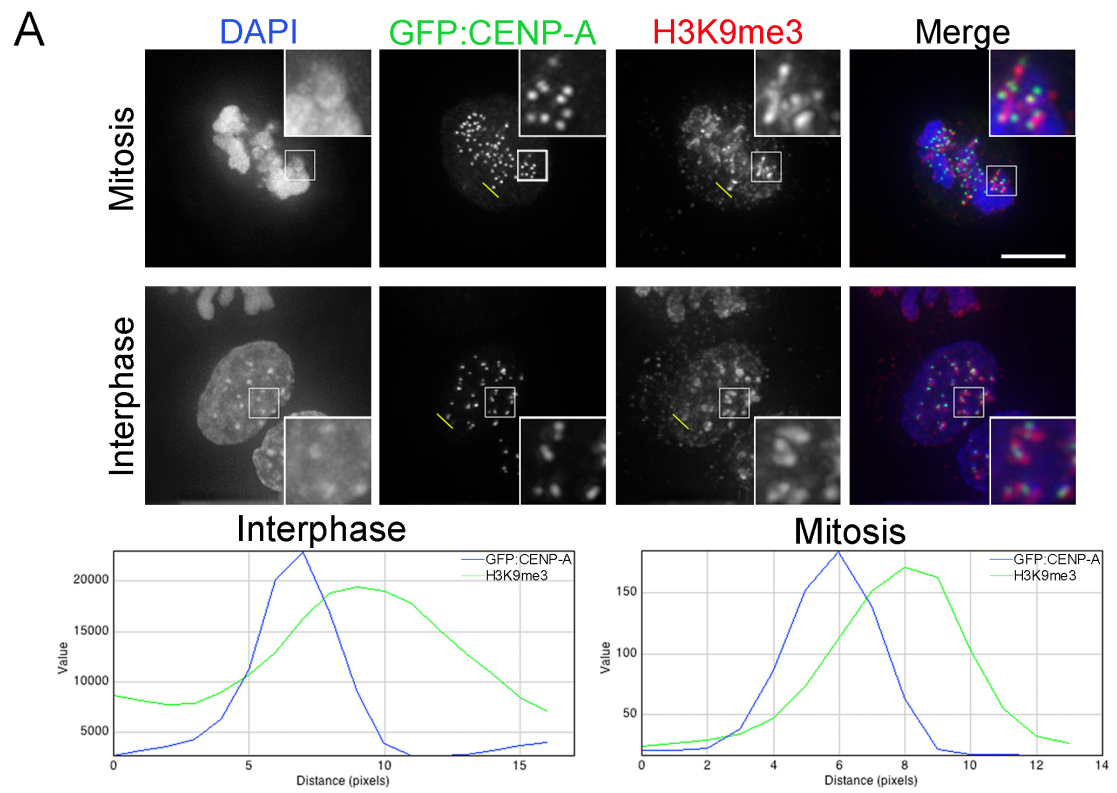 A
DAPI GFP:CENP-A H3K9me3 Merge
Mitosis
Interphase
Interphase
GFP:CENP-A
H3K9me3
20000
15000
10000
5000
Value
0 5 10 15
Distance (pixels)
Mitosis
GFP:CENP-A
H3K9me3
150
100
50
Value
0 2 4 6 8 10 12 14
Distance (pixels)